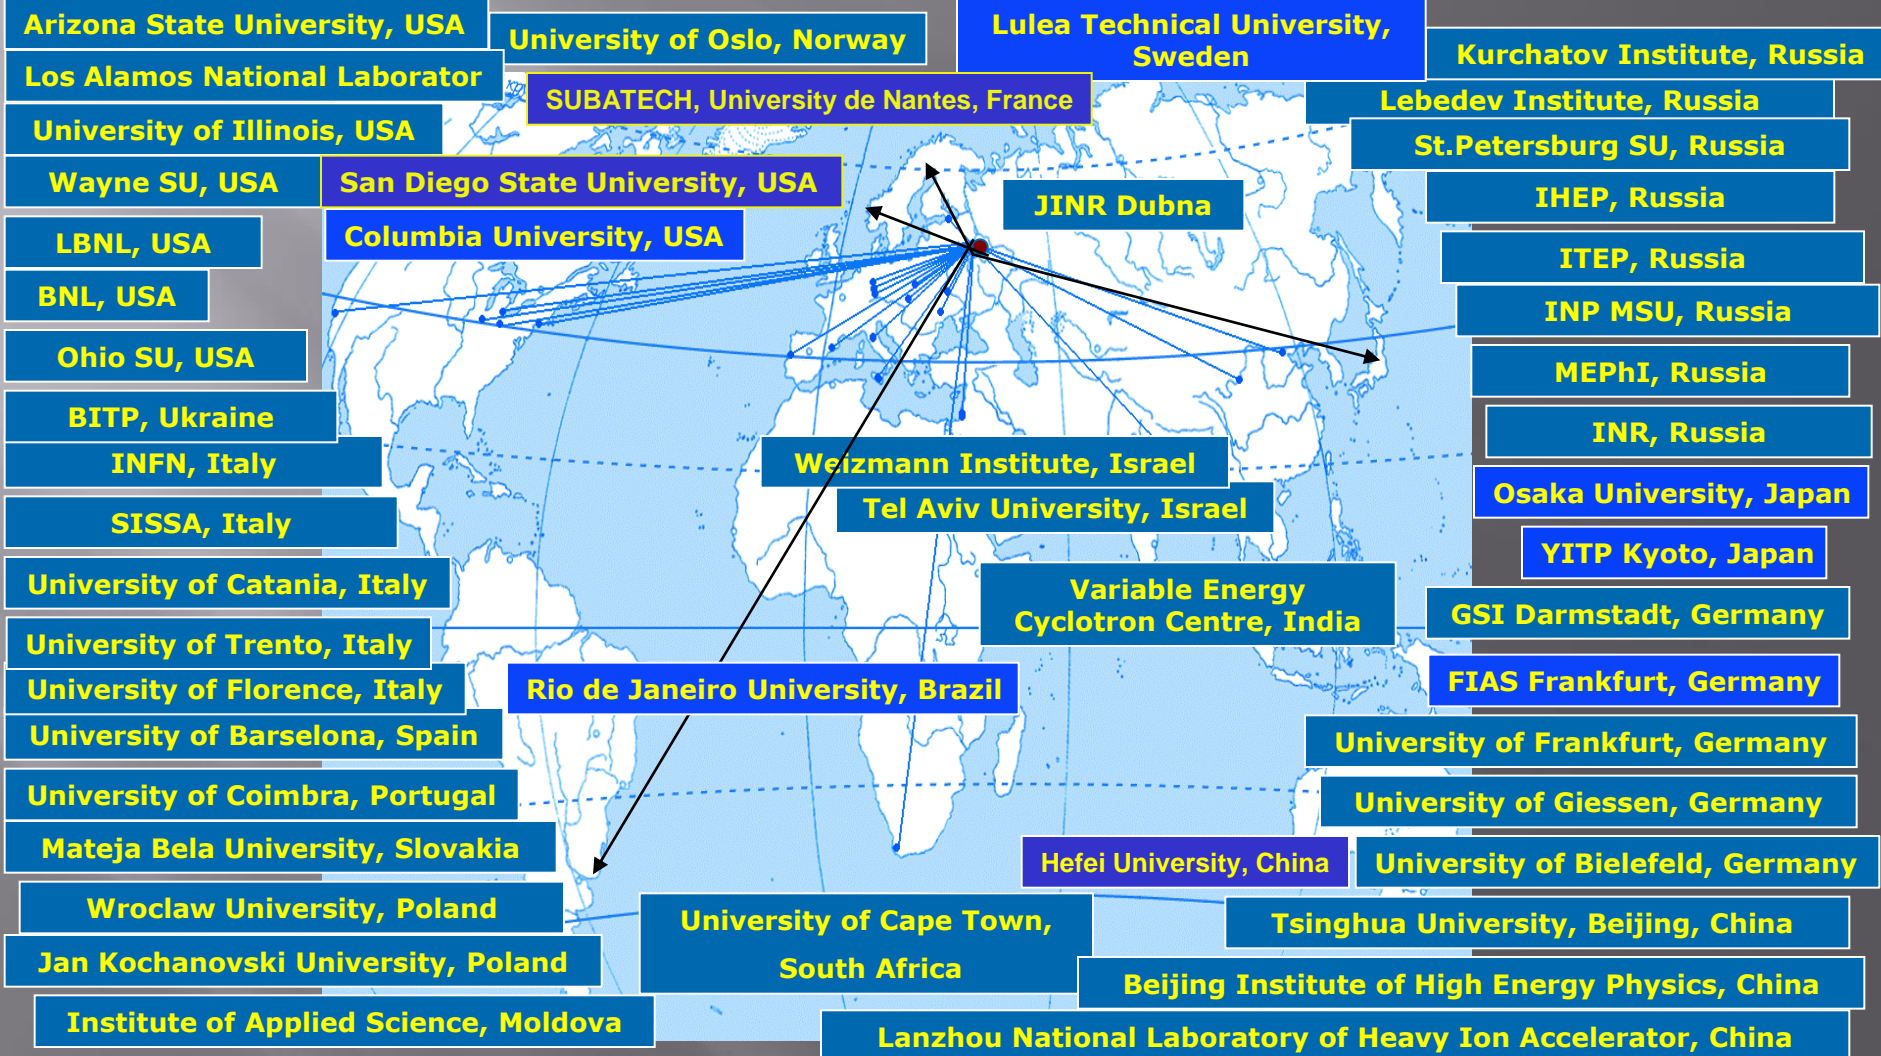 Arizona State University, USA
University of Oslo, Norway
Lulea Technical University,
Sweden
Kurchatov Institute, Russia
Los Alamos National Laborator
SUBATECH, University de Nantes, France
Lebedev Institute, Russia
University of Illinois, USA
St.Petersburg SU, Russia
Wayne SU, USA
San Diego State University, USA
JINR Dubna
IHEP, Russia
LBNL, USA
Columbia University, USA
ITEP, Russia
BNL, USA
INP MSU, Russia
Ohio SU, USA
MEPhI, Russia
BITP, Ukraine
INR, Russia
INFN, Italy
Weizmann Institute, Israel
Osaka University, Japan
SISSA, Italy
Tel Aviv University, Israel
YITP Kyoto, Japan
University of Catania, Italy
Variable Energy
Cyclotron Centre, India
GSI Darmstadt, Germany
University of Trento, Italy
University of Florence, Italy
Rio de Janeiro University, Brazil
FIAS Frankfurt, Germany
University of Barselona, Spain
University of Frankfurt, Germany
University of Coimbra, Portugal
University of Giessen, Germany
Mateja Bela University, Slovakia
Hefei University, China
University of Bielefeld, Germany
Wroclaw University, Poland
University of Cape Town,
South Africa
Tsinghua University, Beijing, China
Jan Kochanovski University, Poland
Beijing Institute of High Energy Physics, China
Institute of Applied Science, Moldova
Lanzhou National Laboratory of Heavy Ion Accelerator, China